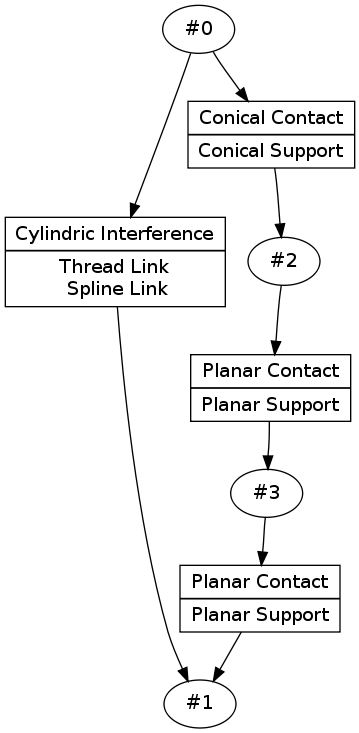 #0
Conical Contact
Conical Support
Cylindric Interference
Thread Link
Spline Link
#2
Planar Contact
Planar Support
#3
Planar Contact
Planar Support
#1